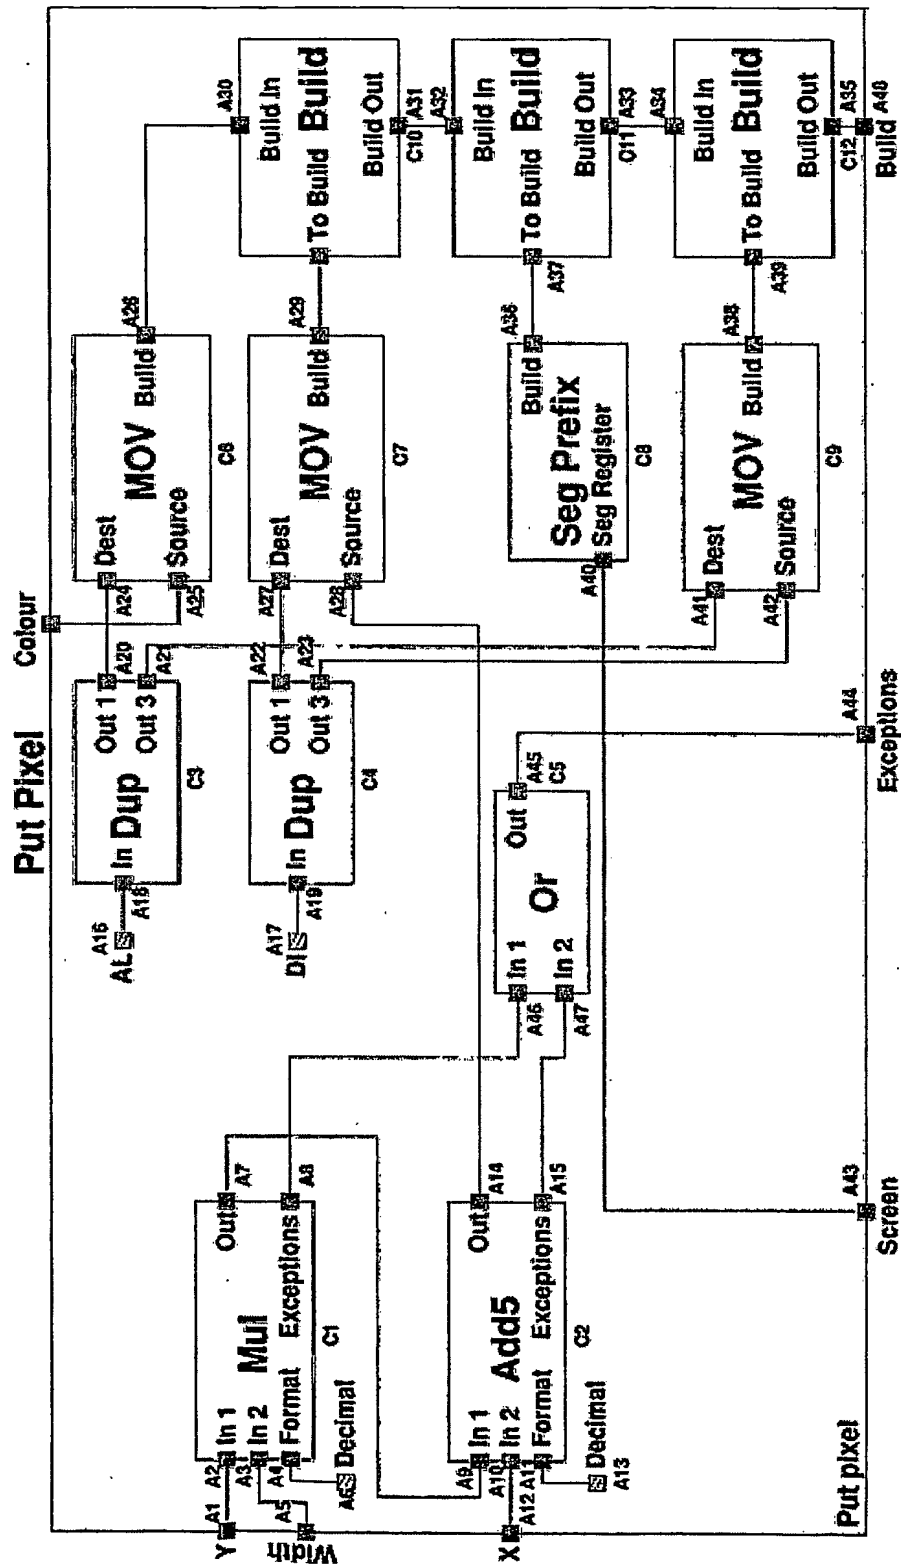 Put Pixel
Colour
Y
A1
A2
In 1
A3
In 2
A4
Format
Mul
Out
A7
Exceptions
A8
C1
Width
A5
A6
Decimal
A9
In 1
A10
In 2
A11
Format
Add5
Out
A14
Exceptions
A15
C2
X
A12
A13
Decimal
Put pixel
AL
A16
A18
In
Dup
Out 1
A20
Out 3
A21
C3
DI
A17
A19
In
Dup
Out 1
A22
Out 3
A23
C4
In 1
A46
In 2
A47
Or
Out
A45
C5
Dest
A24
Source
A25
MOV
Build
A26
C6
Dest
A27
Source
A28
MOV
Build
A29
C7
Seg Prefix
Build
A36
Seg Register
A40
C8
Dest
A41
Source
A42
MOV
Build
A38
C9
A30
Build In
To Build
Build
Build Out
A31
C10
A32
Build In
To Build
Build
A37
Build Out
A33
C11
A34
Build In
To Build
Build
A39
Build Out
A35
C12
A48
Build
Screen
A43
Exceptions
A44